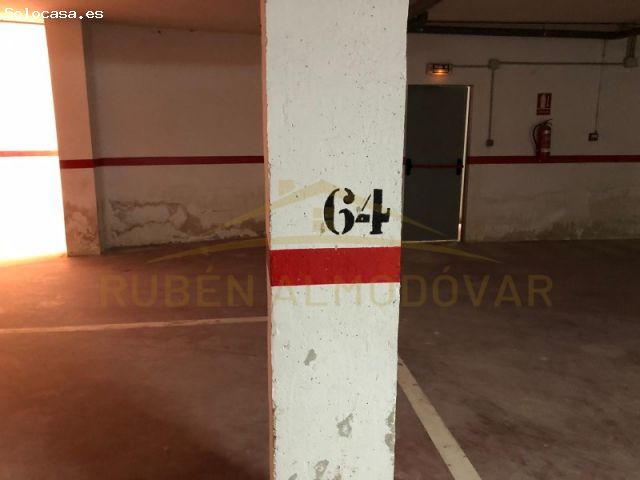 Solocasa.es
64
RUBÉN ALMODÓVAR